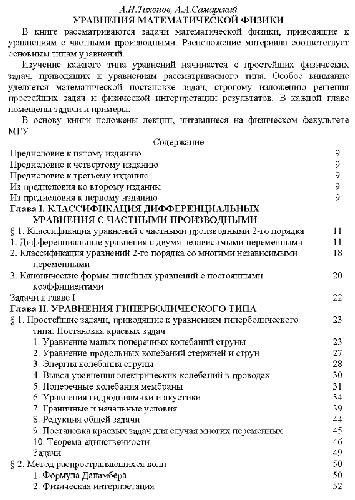 А.Н.Тихонов, А.А.Самарский
УРАВНЕНИЯ МАТЕМАТИЧЕСКОЙ ФИЗИКИ
В книге рассматриваются задачи математической физики, приводящие к
уравнениям с частными производными. Расположение материала соответствует
основным типам уравнений.
Изучение каждого типа уравнений начинается с простейших физических
задач, приводящих к уравнениям рассматриваемого типа. Особое внимание
уделяется математической постановке задач, строгому изложению решения
простейших задач и физической интерпретации результатов. В каждой главе
помещены задачи и примеры.
В основу книги положены лекции, читавшиеся на физическом факультете
МГУ.
Содержание
Предисловие к пятому изданию 9
Предисловие к четвертому изданию 9
Предисловие к третьему изданию 9
Из предисловия ко второму изданию 9
Из предисловия к первому изданию 9
Глава I. КЛАССИФИКАЦИЯ ДИФФЕРЕНЦИАЛЬНЫХ
УРАВНЕНИЯ С ЧАСТНЫМИ ПРОИЗВОДНЫМИ
§ 1. Классификация уравнений с частными производными 2-го порядка 11
1. Дифференциальные уравнения с двумя независимыми переменными 11
2. Классификация уравнений 2-го порядка со многими независимыми 18
переменными
3. Канонические формы линейных уравнений с постоянными 20
коэффициентами
Задачи к главе I 22
Глава II. УРАВНЕНИЯ ГИПЕРБОЛИЧЕСКОГО ТИПА
§ 1. Простейшие задачи, приводящие к уравнениям гиперболического 23
типа. Постановка краевых задач
1. Уравнение малых поперечных колебаний струны 23
2. Уравнение продольных колебаний стержней и струн 27
3. Энергия колебания струны 28
4. Вывод уравнения электрических колебаний в проводах 30
5. Поперечные колебания мембраны 31
6. Уравнения гидродинамики и акустики 34
7. Граничные и начальные условия 39
8. Редукция общей задачи 44
9. Постановка краевых задач для случая многих переменных 45
10. Теорема единственности 46
Задачи 49
§ 2. Метод распространяющихся волн 50
1. Формула Даламбера 50
2. Физическая интерпретация 52